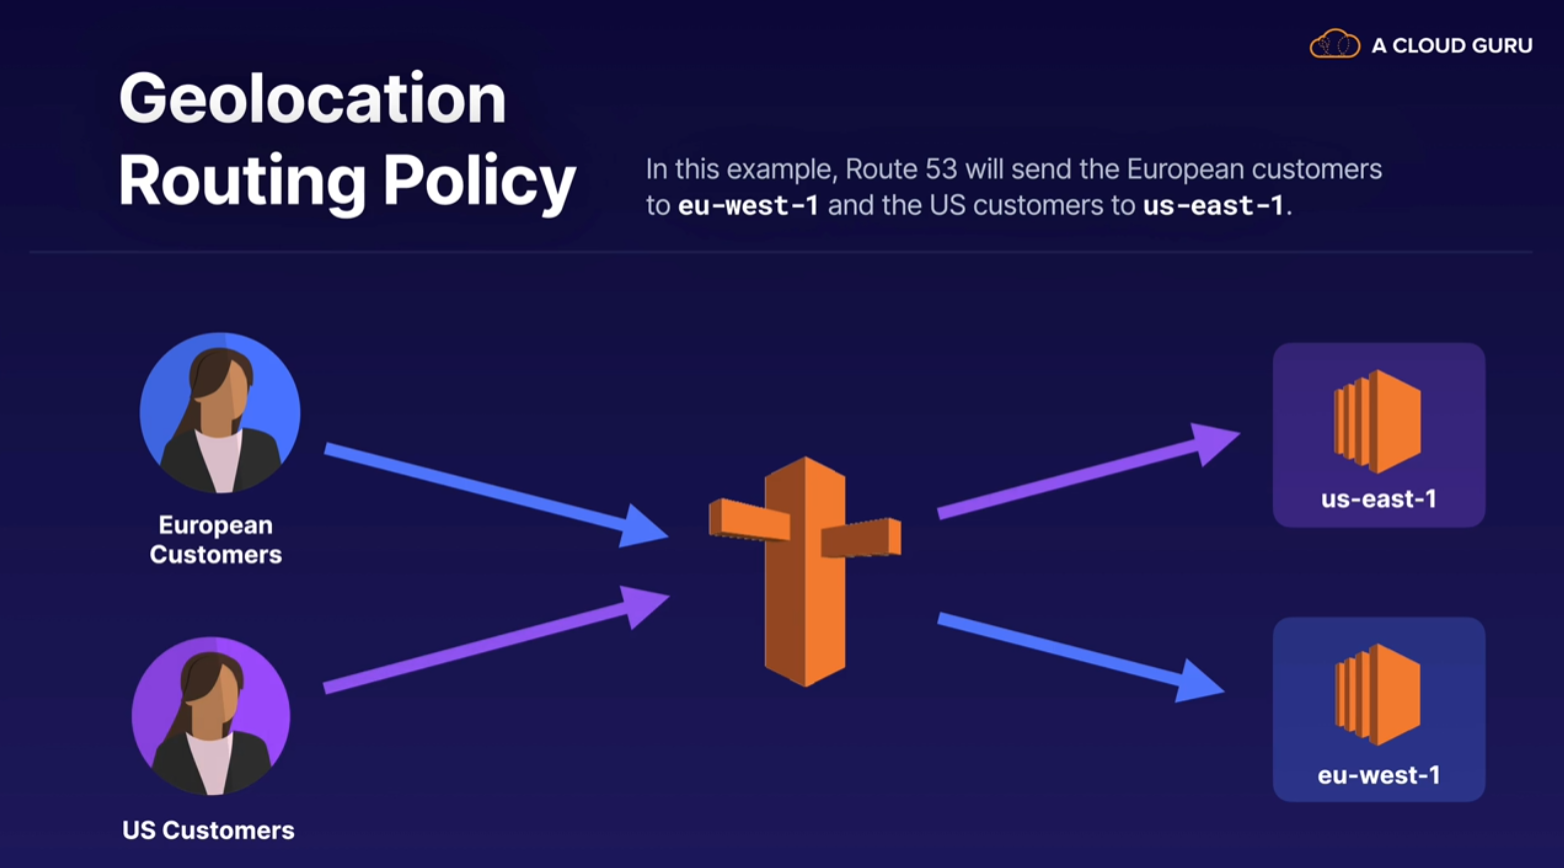 A CLOUD GURU
Geolocation
Routing Policy
In this example, Route 53 will send the European customers
to eu-west-1 and the US customers to us-east-1.
European
Customers
us-east-1
US Customers
eu-west-1